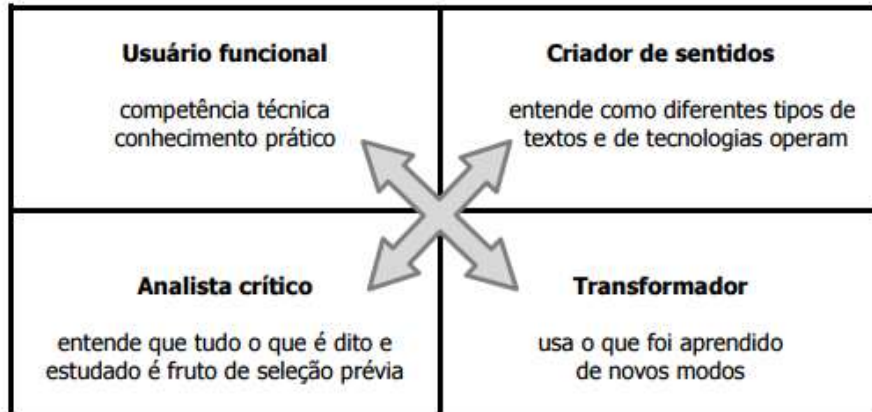 Usuário funcional
competência técnica
conhecimento prático
Criador de sentidos
entende como diferentes tipos de
textos e de tecnologias operam
Analista crítico
entende que tudo o que é dito e
estudado é fruto de seleção prévia
Transformador
usa o que foi aprendido
de novos modos